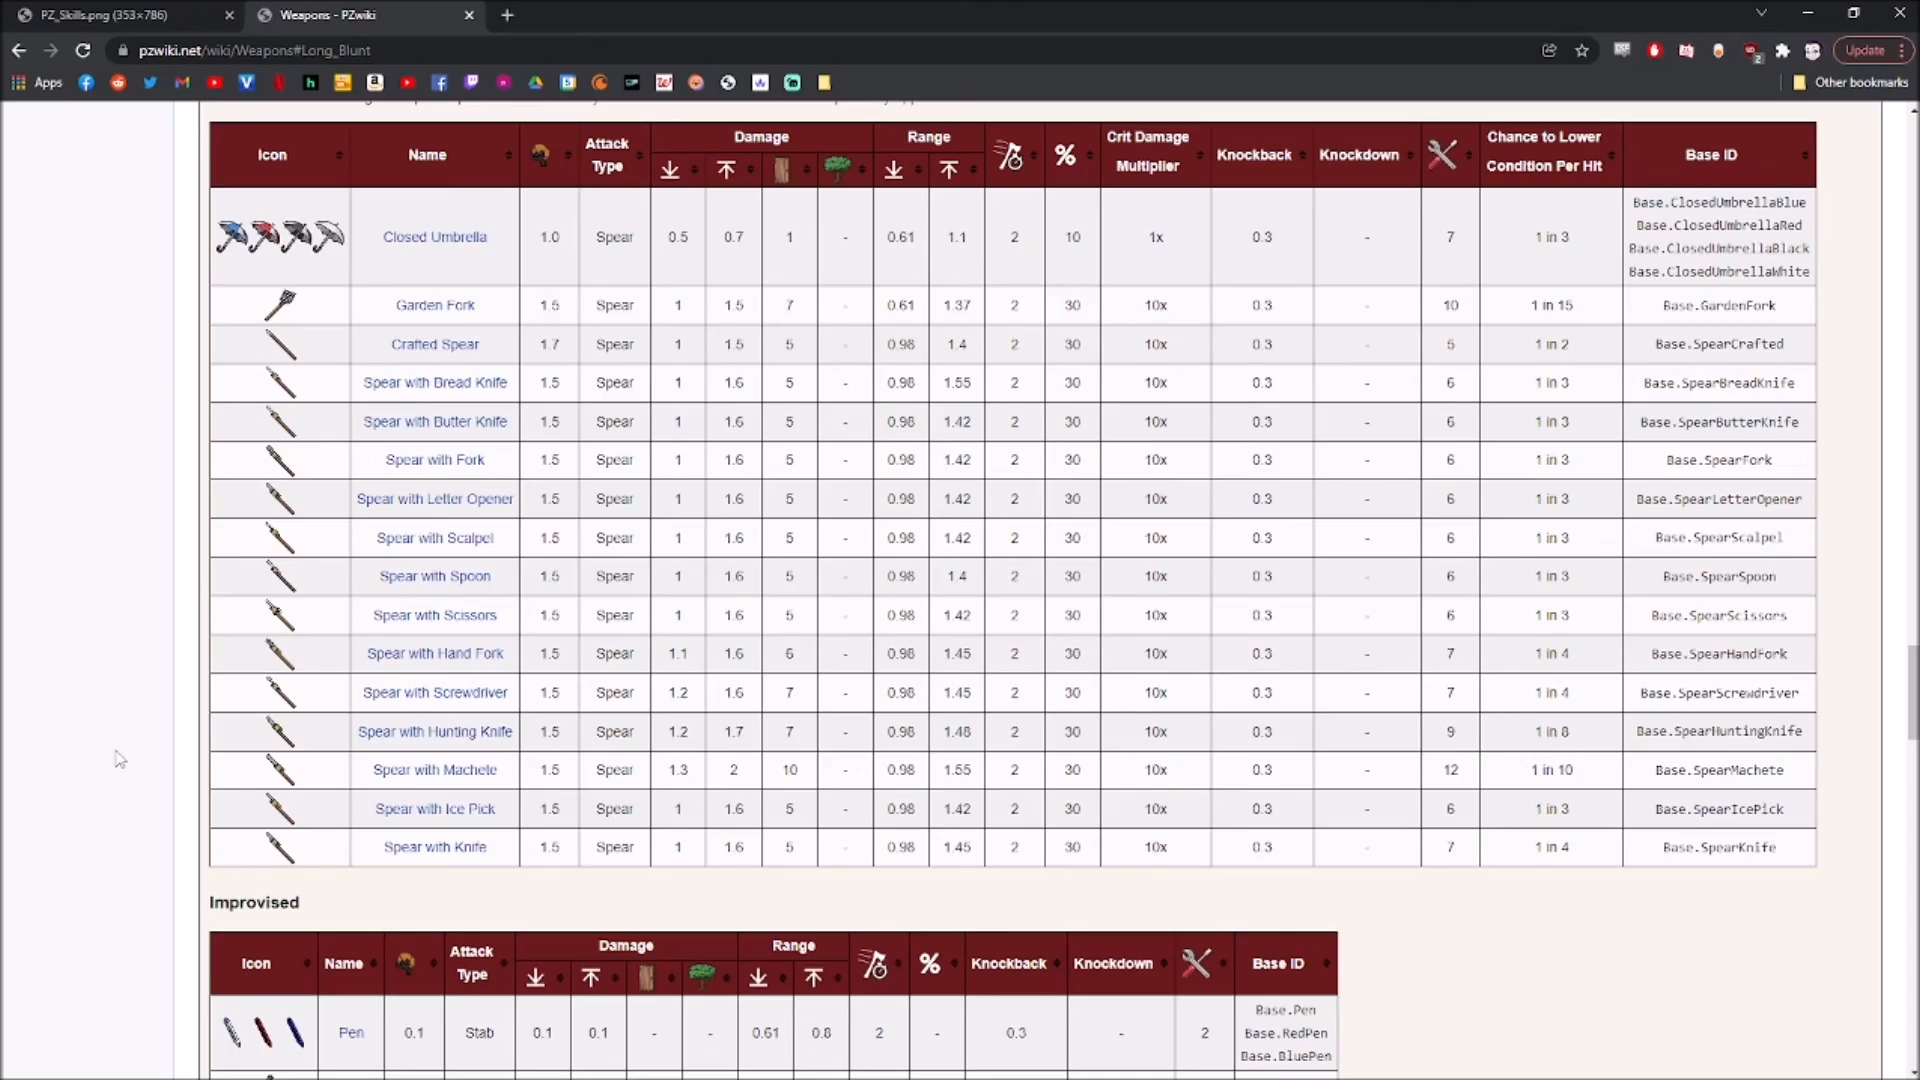 PZ_Skills.png (353×786)
Weapons - PZwiki
pzwiki.net/wiki/Weapons#Long_Blunt
Update
Apps
Other bookmarks
Icon Name Attack Type Damage Range % Crit Damage Multiplier Knockback Knockdown Chance to Lower Condition Per Hit Base ID
Closed Umbrella 1.0 Spear 0.5 0.7 1 - 0.61 1.1 2 10 1x 0.3 - 7 1 in 3 Base.ClosedUmbrellaBlue
Base.ClosedUmbrellaRed
Base.ClosedUmbrellaBlack
Base.ClosedUmbrellaWhite
Garden Fork 1.5 Spear 1 1.5 7 - 0.61 1.37 2 30 10x 0.3 - 10 1 in 15 Base.GardenFork
Crafted Spear 1.7 Spear 1 1.5 5 - 0.98 1.4 2 30 10x 0.3 - 5 1 in 2 Base.SpearCrafted
Spear with Bread Knife 1.5 Spear 1 1.6 5 - 0.98 1.55 2 30 10x 0.3 - 6 1 in 3 Base.SpearBreadKnife
Spear with Butter Knife 1.5 Spear 1 1.6 5 - 0.98 1.42 2 30 10x 0.3 - 6 1 in 3 Base.SpearButterKnife
Spear with Fork 1.5 Spear 1 1.6 5 - 0.98 1.42 2 30 10x 0.3 - 6 1 in 3 Base.SpearFork
Spear with Letter Opener 1.5 Spear 1 1.6 5 - 0.98 1.42 2 30 10x 0.3 - 6 1 in 3 Base.SpearLetterOpener
Spear with Scalpel 1.5 Spear 1 1.6 5 - 0.98 1.42 2 30 10x 0.3 - 6 1 in 3 Base.SpearScalpel
Spear with Spoon 1.5 Spear 1 1.6 5 - 0.98 1.4 2 30 10x 0.3 - 6 1 in 3 Base.SpearSpoon
Spear with Scissors 1.5 Spear 1 1.6 5 - 0.98 1.42 2 30 10x 0.3 - 6 1 in 3 Base.SpearScissors
Spear with Hand Fork 1.5 Spear 1.1 1.6 6 - 0.98 1.45 2 30 10x 0.3 - 7 1 in 4 Base.SpearHandFork
Spear with Screwdriver 1.5 Spear 1.2 1.6 7 - 0.98 1.45 2 30 10x 0.3 - 7 1 in 4 Base.SpearScrewdriver
Spear with Hunting Knife 1.5 Spear 1.2 1.7 7 - 0.98 1.48 2 30 10x 0.3 - 9 1 in 8 Base.SpearHuntingKnife
Spear with Machete 1.5 Spear 1.3 2 10 - 0.98 1.55 2 30 10x 0.3 - 12 1 in 10 Base.SpearMachete
Spear with Ice Pick 1.5 Spear 1 1.6 5 - 0.98 1.42 2 30 10x 0.3 - 6 1 in 3 Base.SpearIcePick
Spear with Knife 1.5 Spear 1 1.6 5 - 0.98 1.45 2 30 10x 0.3 - 7 1 in 4 Base.SpearKnife
Improvised
Icon Name Attack Type Damage Range % Knockback Knockdown Base ID
Pen 0.1 Stab 0.1 0.1 - - 0.61 0.8 2 - 0.3 - 2 Base.Pen
Base.RedPen
Base.BluePen